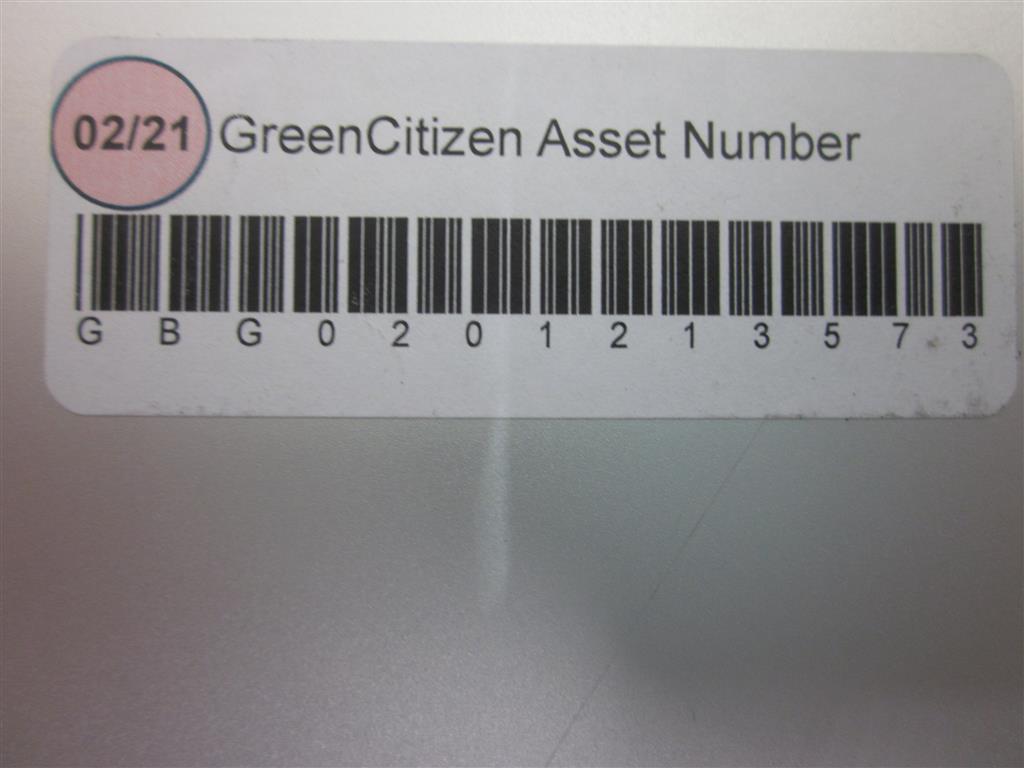 02/21 GreenCitizen Asset Number
G B G 0 2 0 1 2 1 3 5 7 3